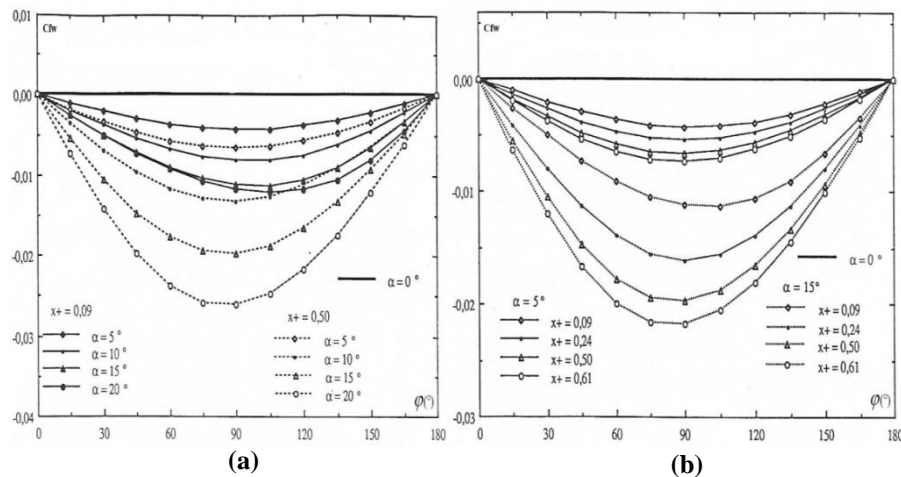 0,01
Cfw
0,00
-0,01
-0,02
-0,03
-0,04
α = 0 °
x+ = 0,09
α = 5 °
α = 10 °
α = 15 °
α = 20 °
x+ = 0,50
α = 5 °
α = 10 °
α = 15 °
α = 20 °
φ(°)
0 30 60 90 120 150 180
(a)
Cfw
0,00
-0,01
-0,02
-0,03
α = 0 °
α = 5 °
x+ = 0,09
x+ = 0,24
x+ = 0,50
x+ = 0,61
α = 15 °
x+ = 0,09
x+ = 0,24
x+ = 0,50
x+ = 0,61
φ(°)
0 30 60 90 120 150 180
(b)